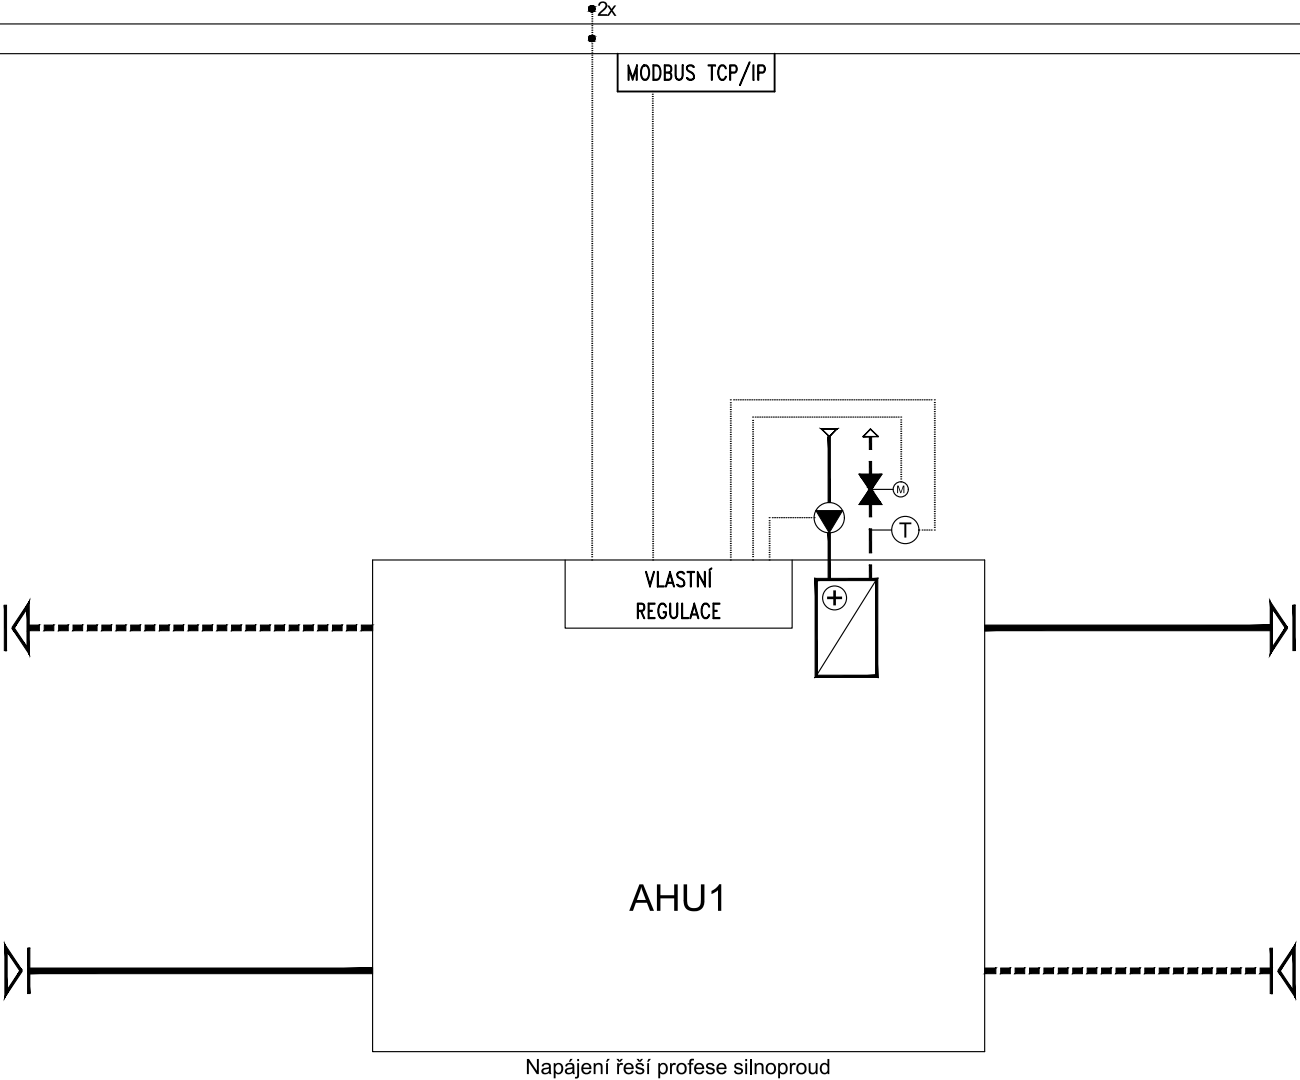 2x
MODBUS TCP/IP
M
T
VLASTNÍ
REGULACE
AHU1
Napájení řeší profese silnoproud